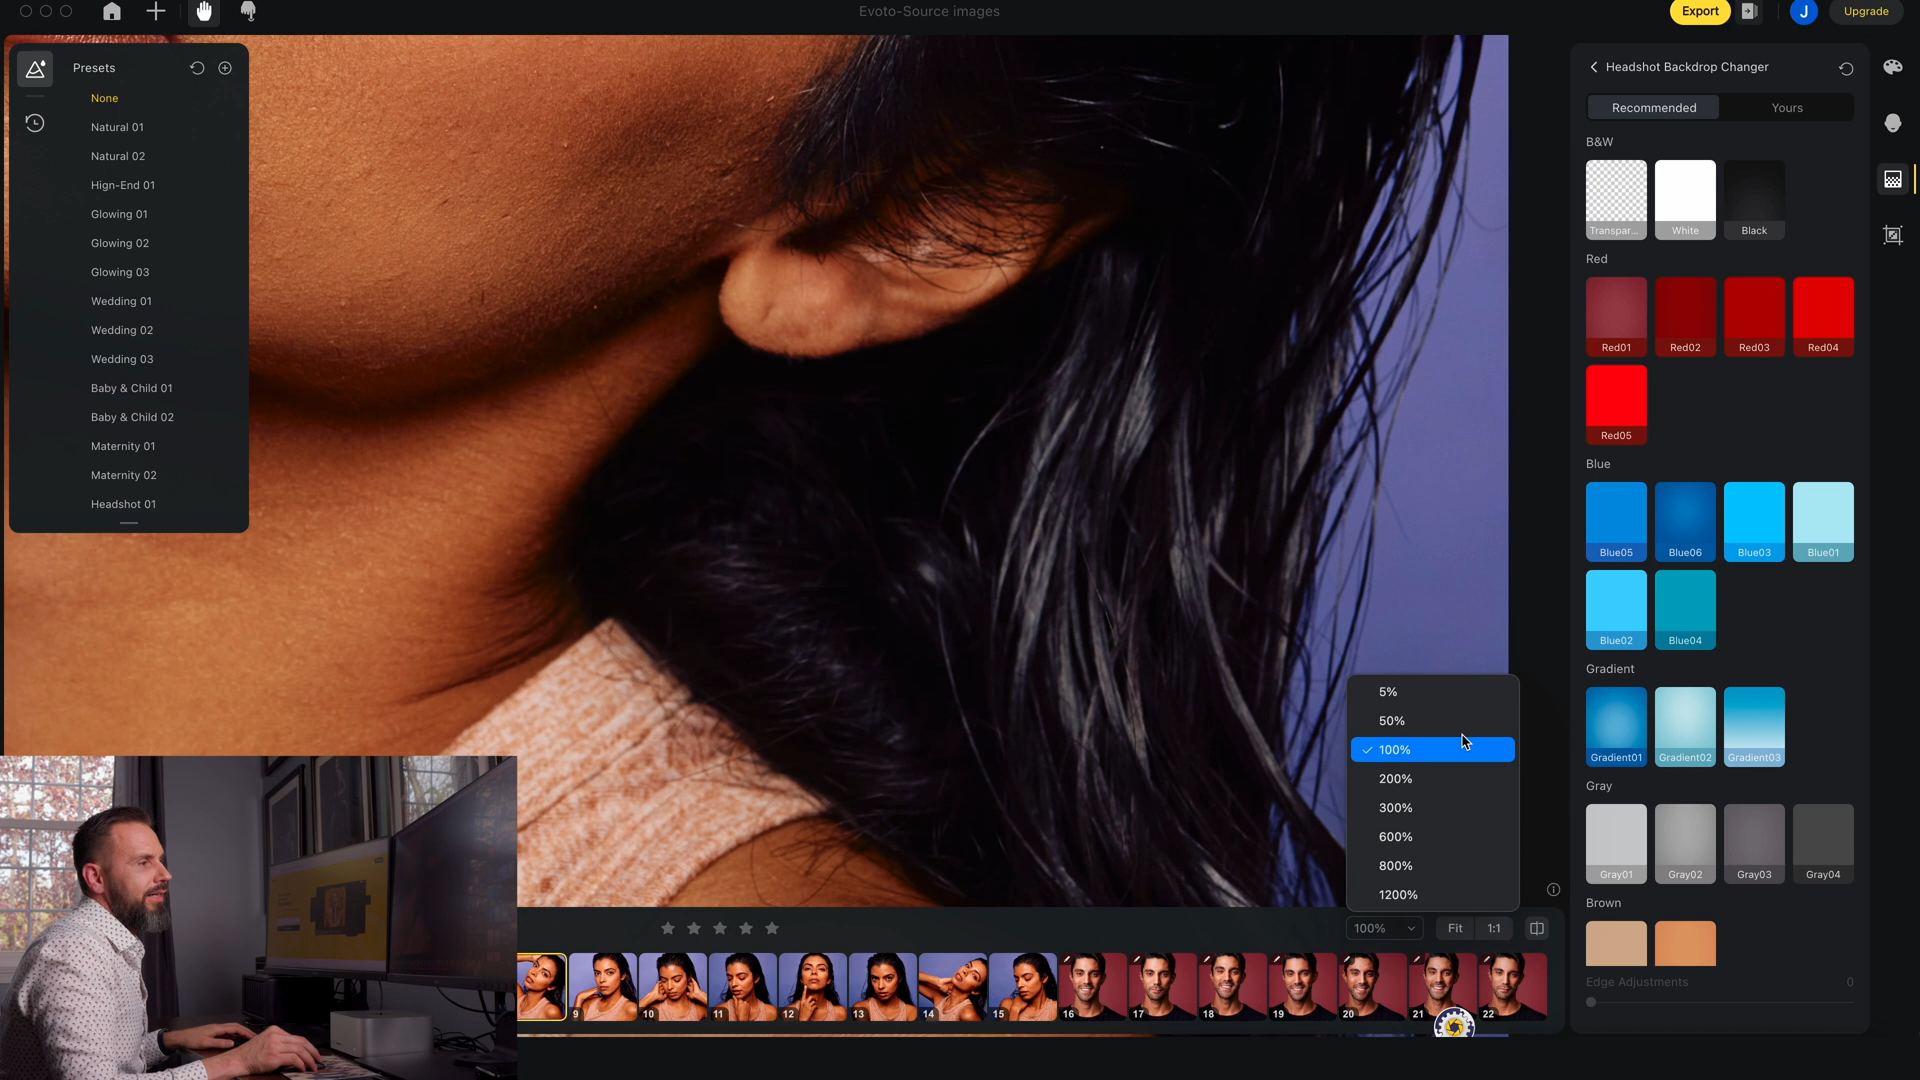 Evoto-Source images
Export
J
Upgrade
Presets
None
Natural 01
Natural 02
Hign-End 01
Glowing 01
Glowing 02
Glowing 03
Wedding 01
Wedding 02
Wedding 03
Baby & Child 01
Baby & Child 02
Maternity 01
Maternity 02
Headshot 01
Headshot Backdrop Changer
Recommended
Yours
B&W
Transpar...
White
Black
Red
Red01
Red02
Red03
Red04
Red05
Blue
Blue05
Blue06
Blue03
Blue01
Blue02
Blue04
Gradient
Gradient01
Gradient02
Gradient03
Gray
Gray01
Gray02
Gray03
Gray04
Brown
Edge Adjustments 0
5%
50%
100%
200%
300%
600%
800%
1200%
100%
Fit
1:1
9
10
11
12
13
14
15
16
17
18
19
20
21
22